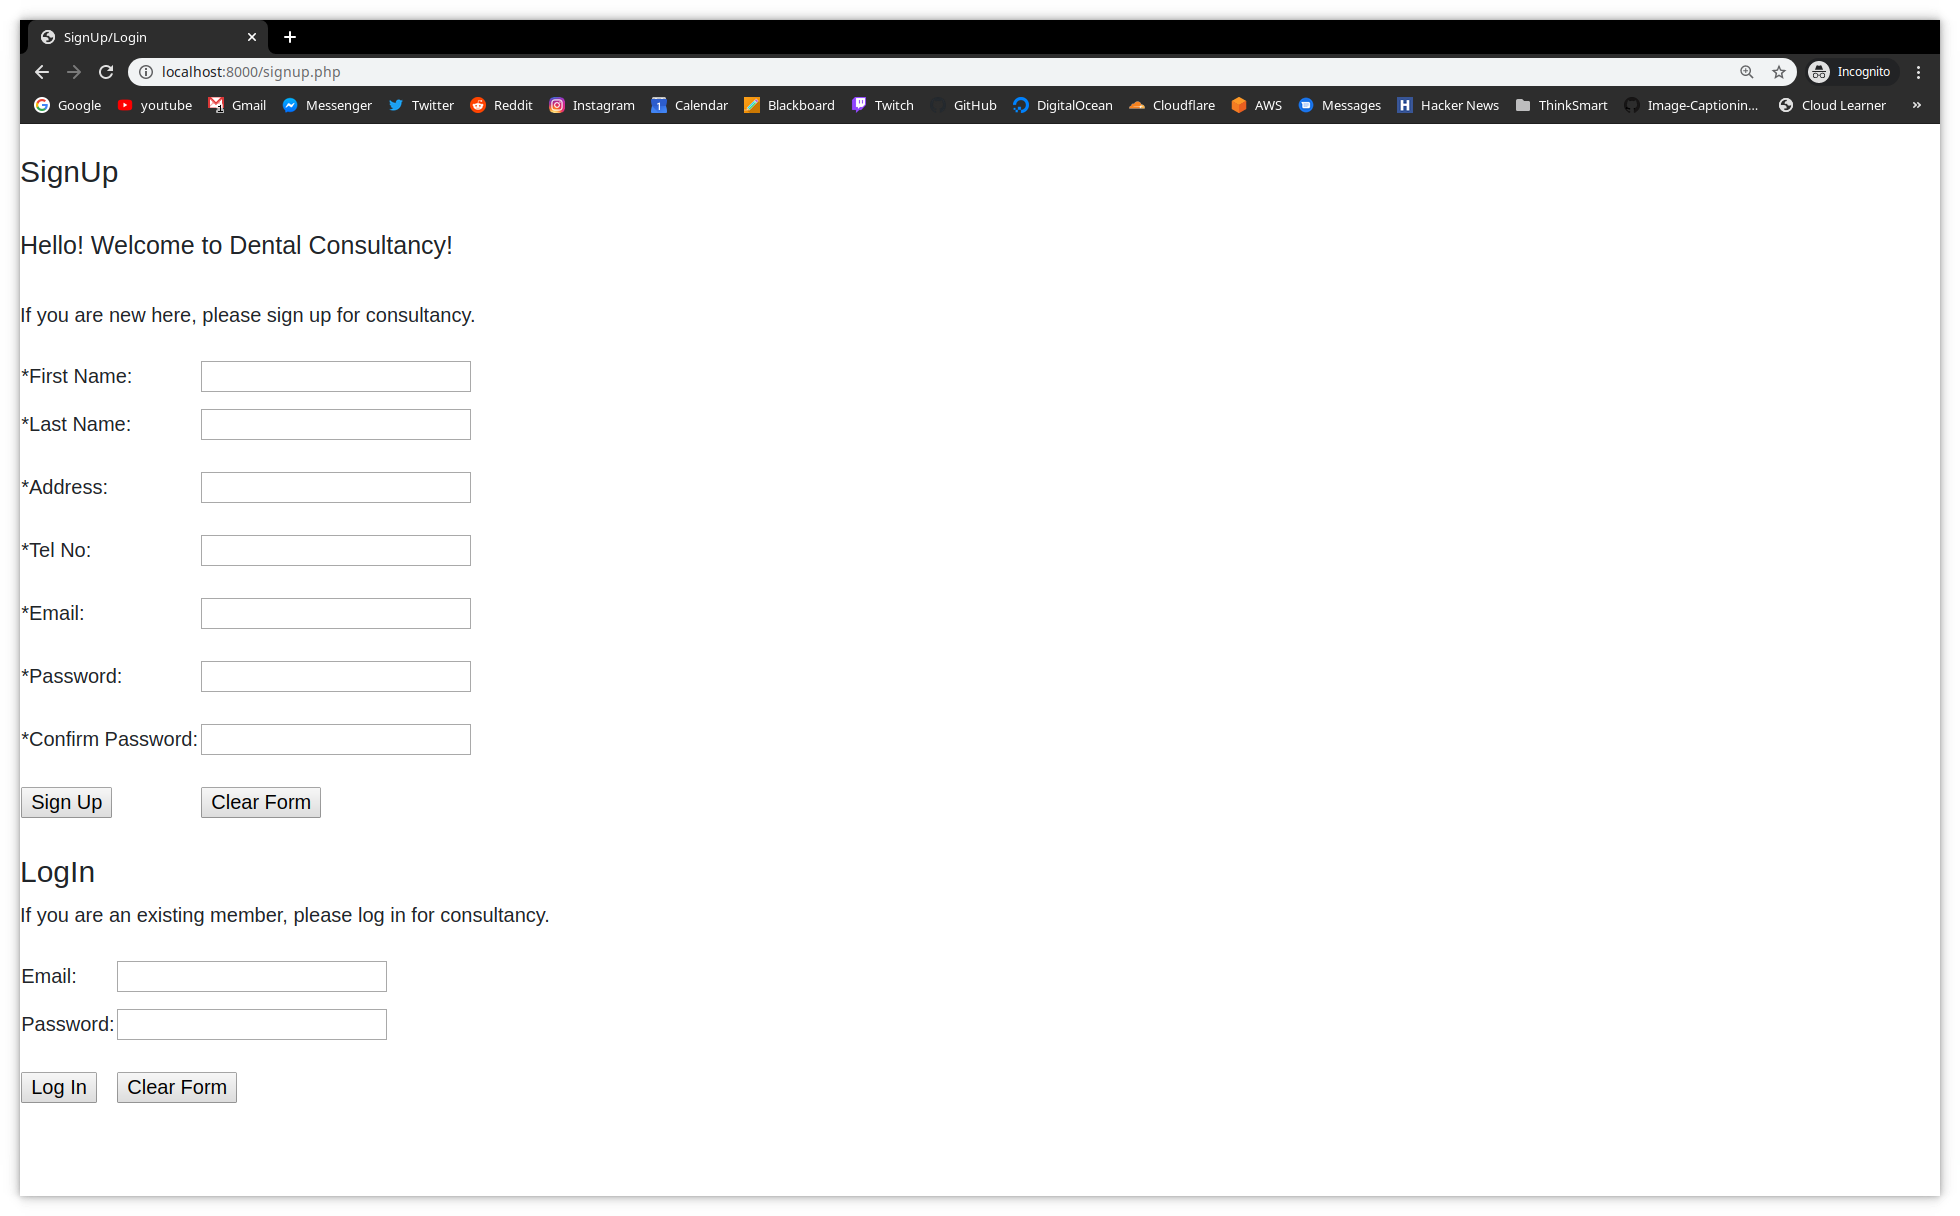 SignUp/Login
localhost:8000/signup.php Incognito
Google youtube Gmail Messenger Twitter Reddit Instagram Calendar Blackboard Twitch GitHub DigitalOcean Cloudflare AWS Messages Hacker News ThinkSmart Image-Captionin... Cloud Learner »
SignUp
Hello! Welcome to Dental Consultancy!
If you are new here, please sign up for consultancy.
*First Name:
*Last Name:
*Address:
*Tel No:
*Email:
*Password:
*Confirm Password:
Sign Up Clear Form
LogIn
If you are an existing member, please log in for consultancy.
Email:
Password:
Log In Clear Form